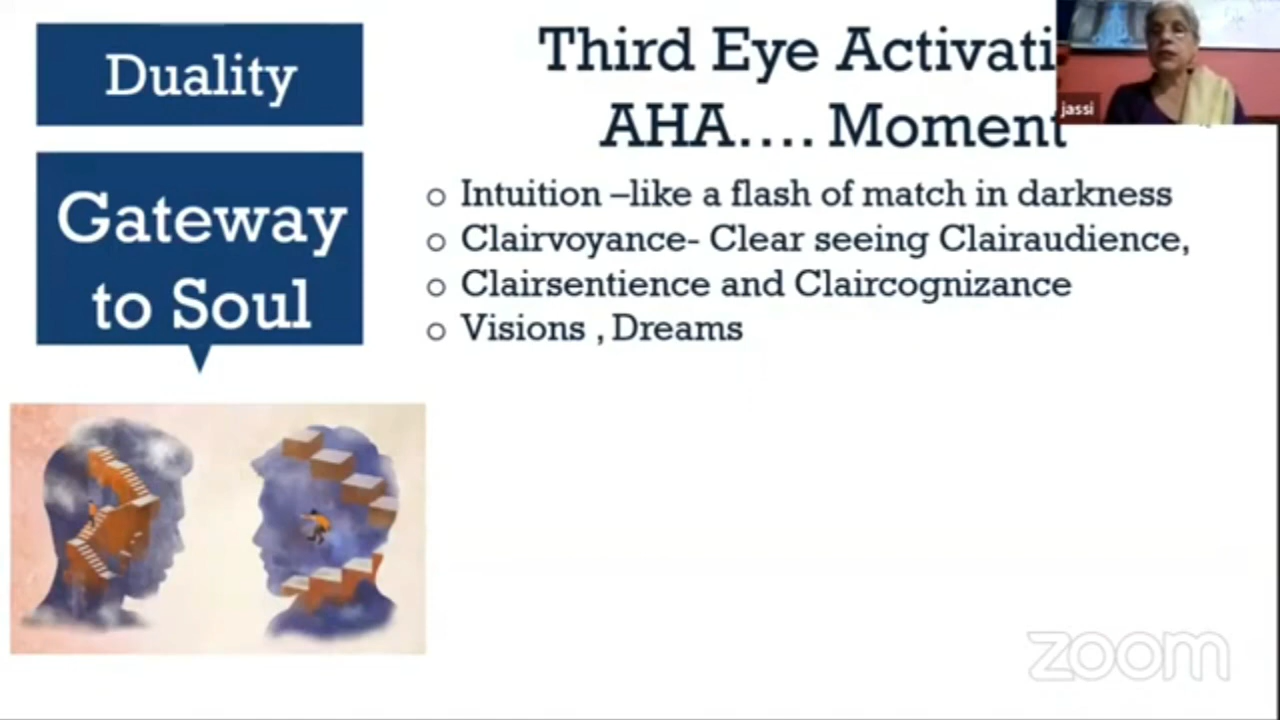 Duality
Gateway
to Soul
Third Eye Activati
AHA.... Moment
jassi
○ Intuition –like a flash of match in darkness
○ Clairvoyance- Clear seeing Clairaudience,
○ Clairsentience and Claircognizance
○ Visions , Dreams
zoom